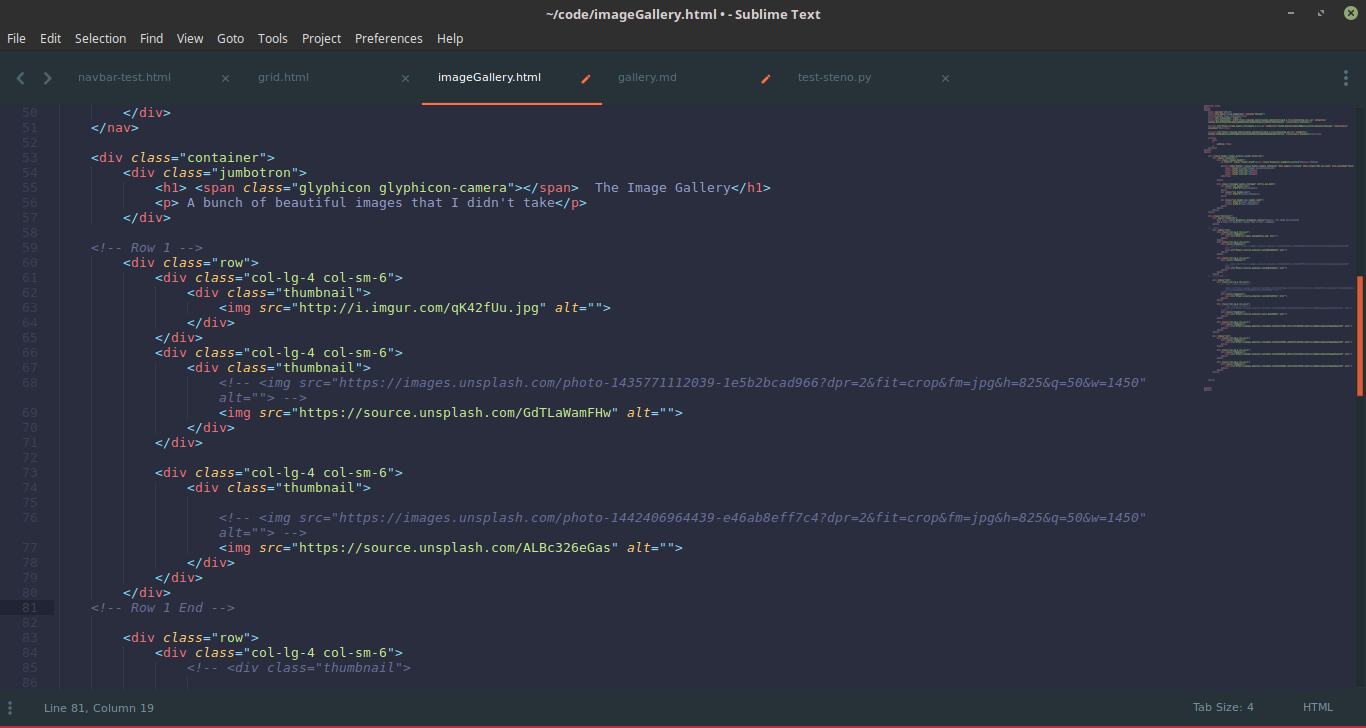 ~/code/imageGallery.html • - Sublime Text
File Edit Selection Find View Goto Tools Project Preferences Help
navbar-test.html grid.html imageGallery.html gallery.md test-steno.py
50 </div>
51 </nav>
52
53 <div class="container">
54 <div class="jumbotron">
55 <h1> <span class="glyphicon glyphicon-camera"></span>  The Image Gallery</h1>
56 <p> A bunch of beautiful images that I didn't take</p>
57 </div>
58
59 <!-- Row 1 -->
60 <div class="row">
61 <div class="col-lg-4 col-sm-6">
62 <div class="thumbnail">
63 <img src="http://i.imgur.com/qK42fUu.jpg" alt="">
64 </div>
65 </div>
66 <div class="col-lg-4 col-sm-6">
67 <div class="thumbnail">
68 <!-- <img src="https://images.unsplash.com/photo-1435771112039-1e5b2bcad966?dpr=2&fit=crop&fm=jpg&h=825&q=50&w=1450"
alt=""> -->
69 <img src="https://source.unsplash.com/GdTLaWamFHw" alt="">
70 </div>
71 </div>
72
73 <div class="col-lg-4 col-sm-6">
74 <div class="thumbnail">
75
76 <!-- <img src="https://images.unsplash.com/photo-1442406964439-e46ab8eff7c4?dpr=2&fit=crop&fm=jpg&h=825&q=50&w=1450"
alt=""> -->
77 <img src="https://source.unsplash.com/ALBc326eGas" alt="">
78 </div>
79 </div>
80 </div>
81 <!-- Row 1 End -->
82
83 <div class="row">
84 <div class="col-lg-4 col-sm-6">
85 <!-- <div class="thumbnail">
86
Line 81, Column 19 Tab Size: 4 HTML